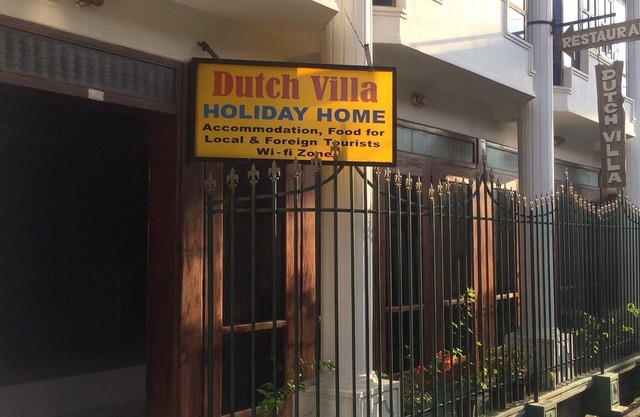 Dutch Villa
HOLIDAY HOME
Accommodation, Food for
Local & Foreign Tourists
Wi-fi Zone
RESTAURA
DUTCH VILLA